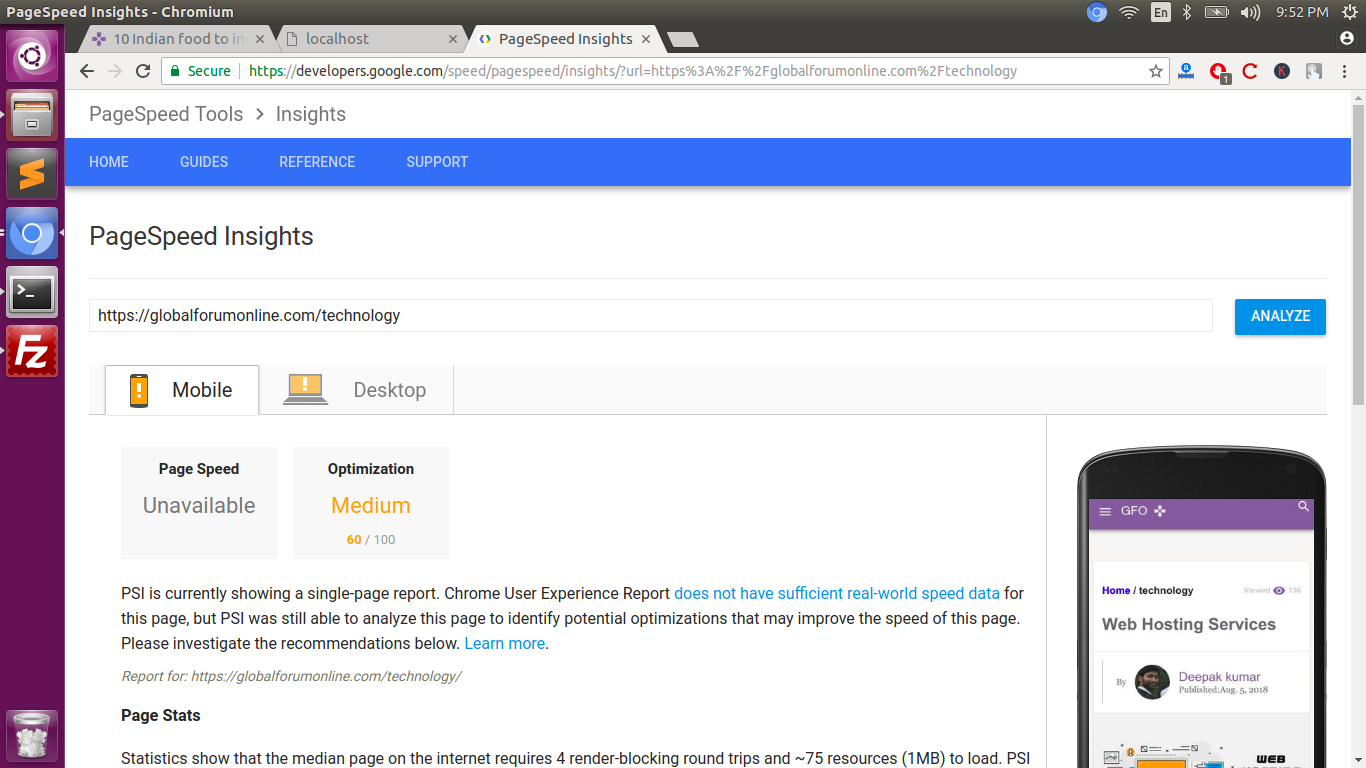 PageSpeed Insights - Chromium
En
9:52 PM
10 Indian food to in
localhost
PageSpeed Insights
Secure
https://developers.google.com/speed/pagespeed/insights/?url=https%3A%2F%2Fglobalforumonline.com%2Ftechnology
a
1
C
K
PageSpeed Tools > Insights
HOME GUIDES REFERENCE SUPPORT
PageSpeed Insights
https://globalforumonline.com/technology
ANALYZE
Mobile
Desktop
Page Speed
Unavailable
Optimization
Medium
60 / 100
PSI is currently showing a single-page report. Chrome User Experience Report does not have sufficient real-world speed data for
this page, but PSI was still able to analyze this page to identify potential optimizations that may improve the speed of this page.
Please investigate the recommendations below. Learn more.
Report for: https://globalforumonline.com/technology/
Page Stats
Statistics show that the median page on the internet requires 4 render-blocking round trips and ~75 resources (1MB) to load. PSI
GFO
Home / technology
Viewed 136
Web Hosting Services
By
Deepak kumar
Published:Aug. 5, 2018
WEB
Fz